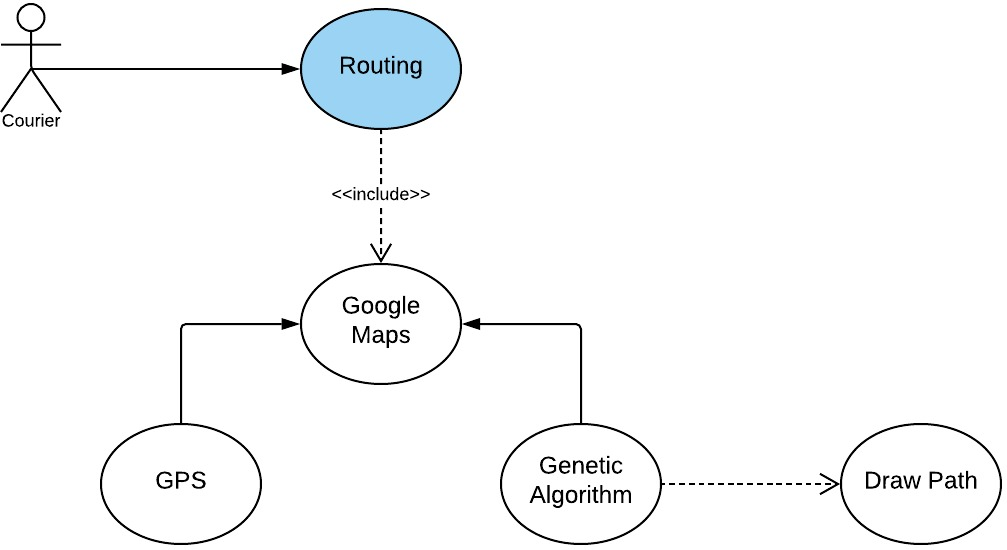 Routing
Courier
<<include>>
Google
Maps
GPS
Genetic
Algorithm
Draw Path